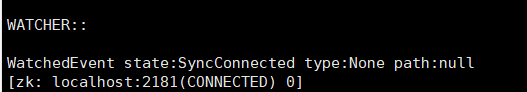 WATCHER::
WatchedEvent state:SyncConnected type:None path:null
[zk: localhost:2181(CONNECTED) 0]